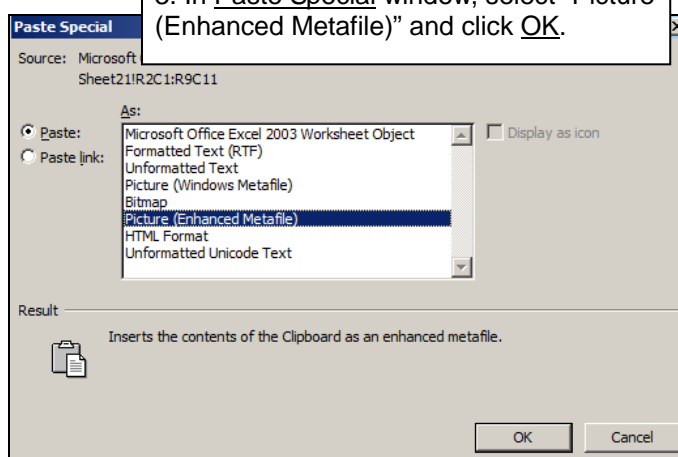 (Enhanced Metafile)” and click OK.
Paste Special
Source: Microsoft
Sheet21!R2C1:R9C11
As:
Paste:
Paste link:
Microsoft Office Excel 2003 Worksheet Object
Formatted Text (RTF)
Unformatted Text
Picture (Windows Metafile)
Bitmap
Picture (Enhanced Metafile)
HTML Format
Unformatted Unicode Text
Display as icon
Result
Inserts the contents of the Clipboard as an enhanced metafile.
OK
Cancel